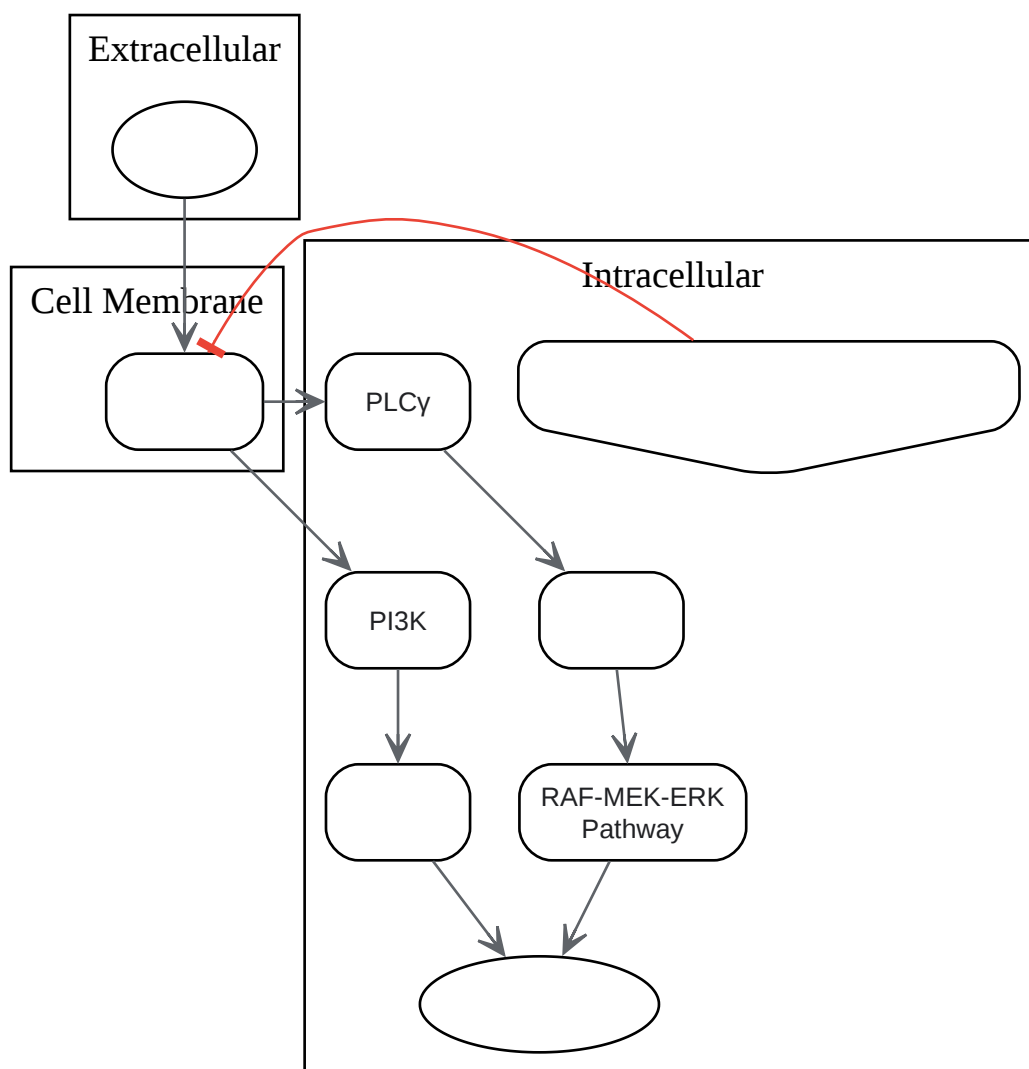 Extracellular
Cell Membrane
Intracellular
PLCγ
PI3K
RAF-MEK-ERK
Pathway